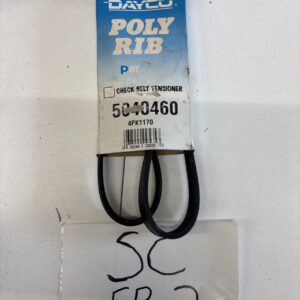 DAYCO
POLY
RIB
CHECK BELT TENSIONER
5040460
4PK1170
SC